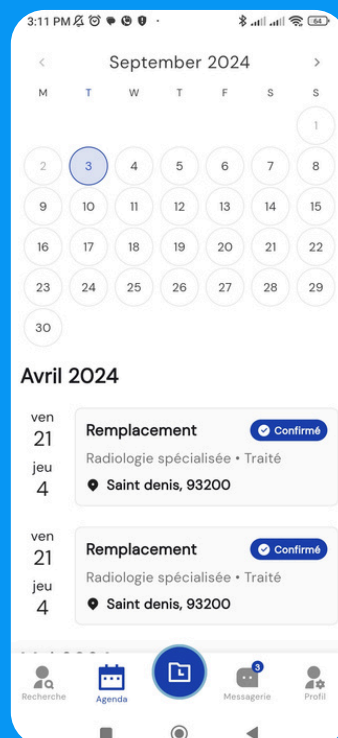 3:11 PM
64
September 2024
M T W T F S S
1
2 3 4 5 6 7 8
9 10 11 12 13 14 15
16 17 18 19 20 21 22
23 24 25 26 27 28 29
30
Avril 2024
ven
21
jeu
4
Remplacement
Confirmé
Radiologie spécialisée • Traité
Saint denis, 93200
ven
21
jeu
4
Remplacement
Confirmé
Radiologie spécialisée • Traité
Saint denis, 93200
3
Recherche
Agenda
Messagerie
Profil